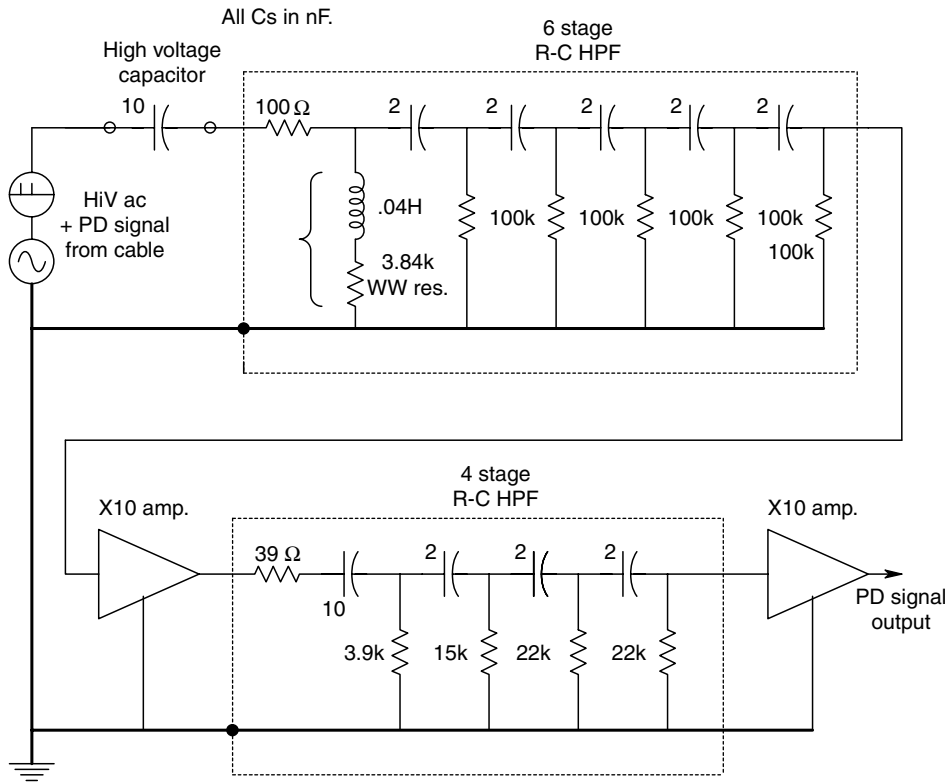 All Cs in nF.
High voltage
capacitor
6 stage
R-C HPF
10
100 Ω
2
2
2
2
2
HiV ac
+ PD signal
from cable
.04H
3.84k
WW res.
100k
100k
100k
100k
100k
4 stage
R-C HPF
X10 amp.
X10 amp.
39 Ω
10
2
2
2
3.9k
15k
22k
22k
PD signal
output